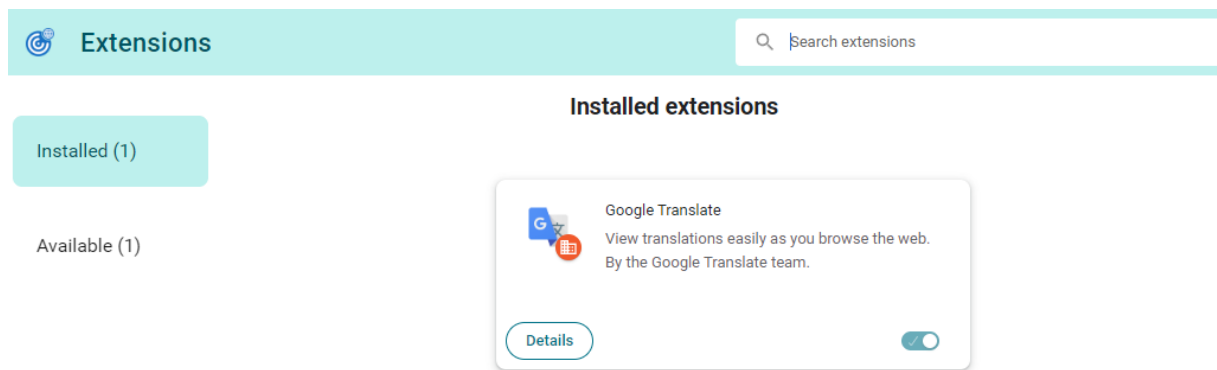 Extensions
Search extensions
Installed extensions
Installed (1)
Available (1)
Google Translate
View translations easily as you browse the web.
By the Google Translate team.
Details